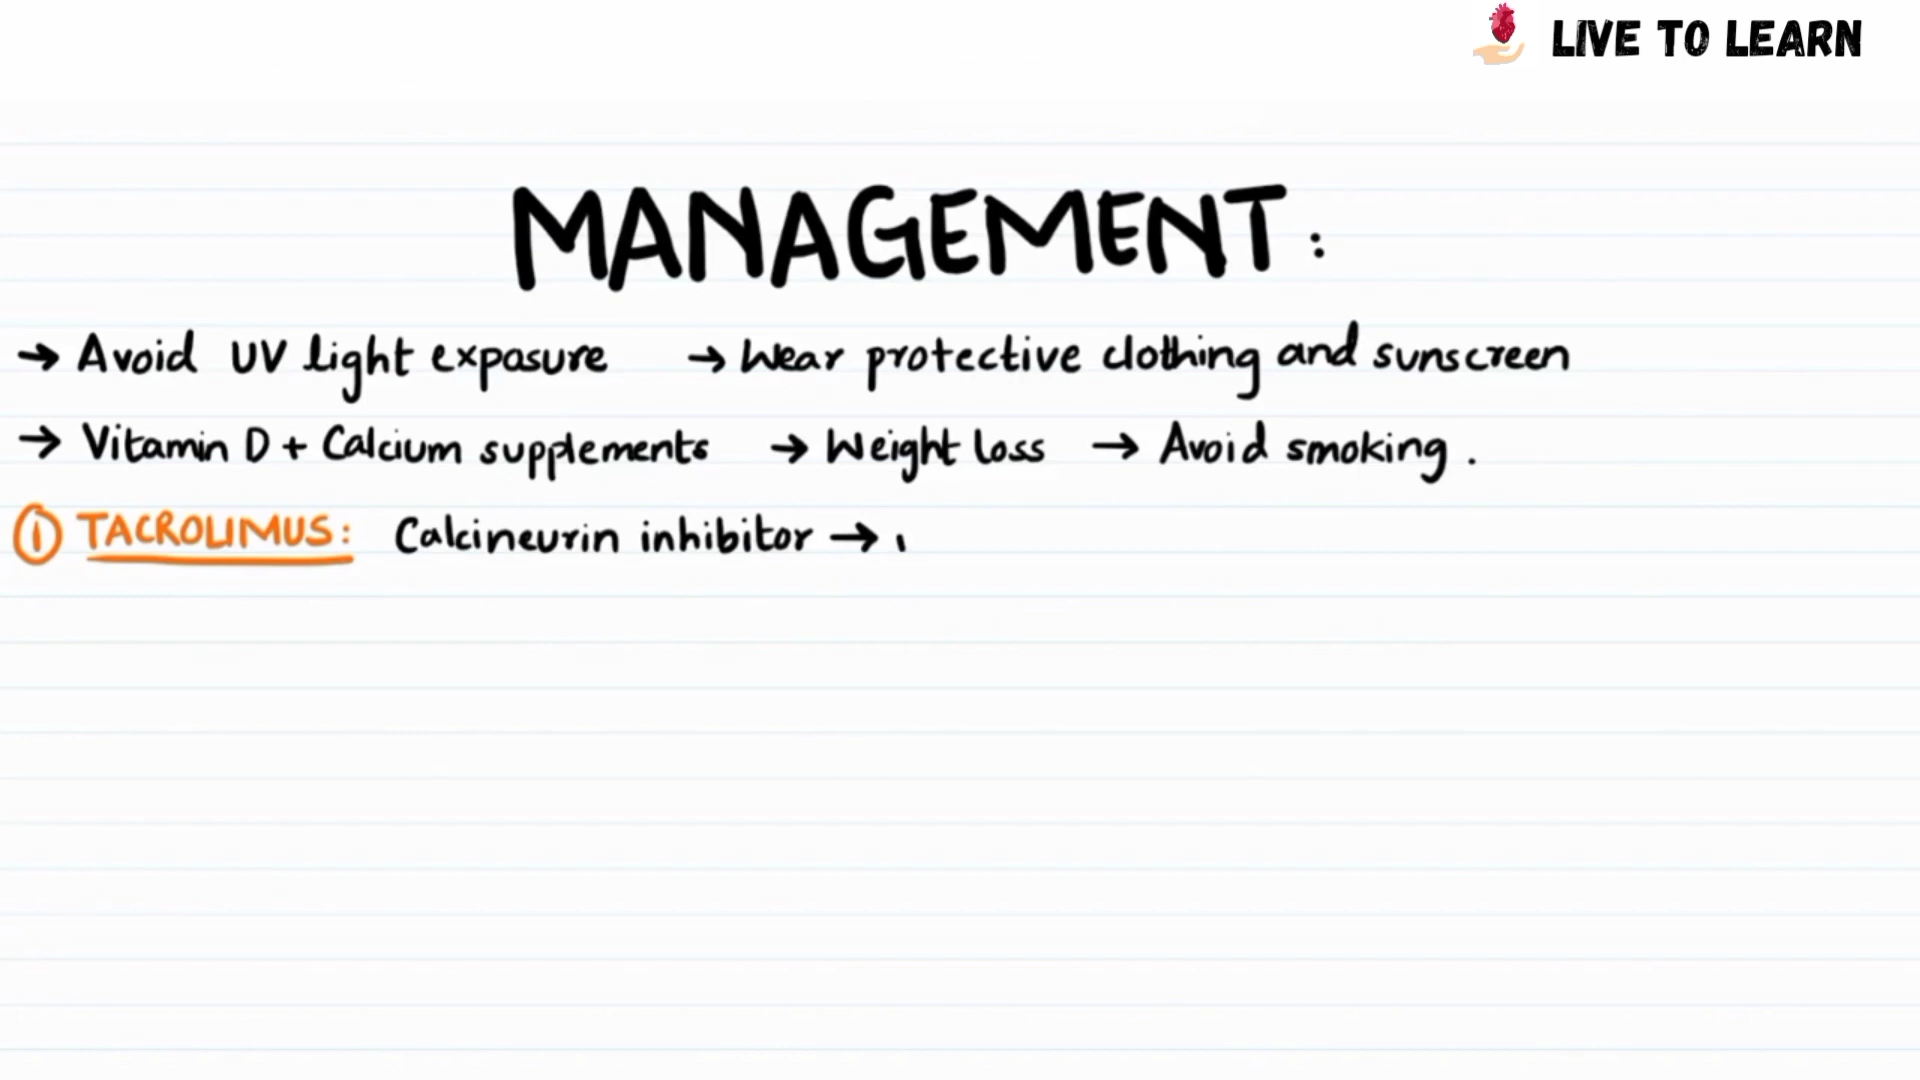 LIVE TO LEARN
MANAGEMENT:
→ Avoid UV light exposure → Wear protective clothing and sunscreen
→ Vitamin D + Calcium supplements → Weight loss → Avoid smoking.
① TACROLIMUS: Calcineurin inhibitor →